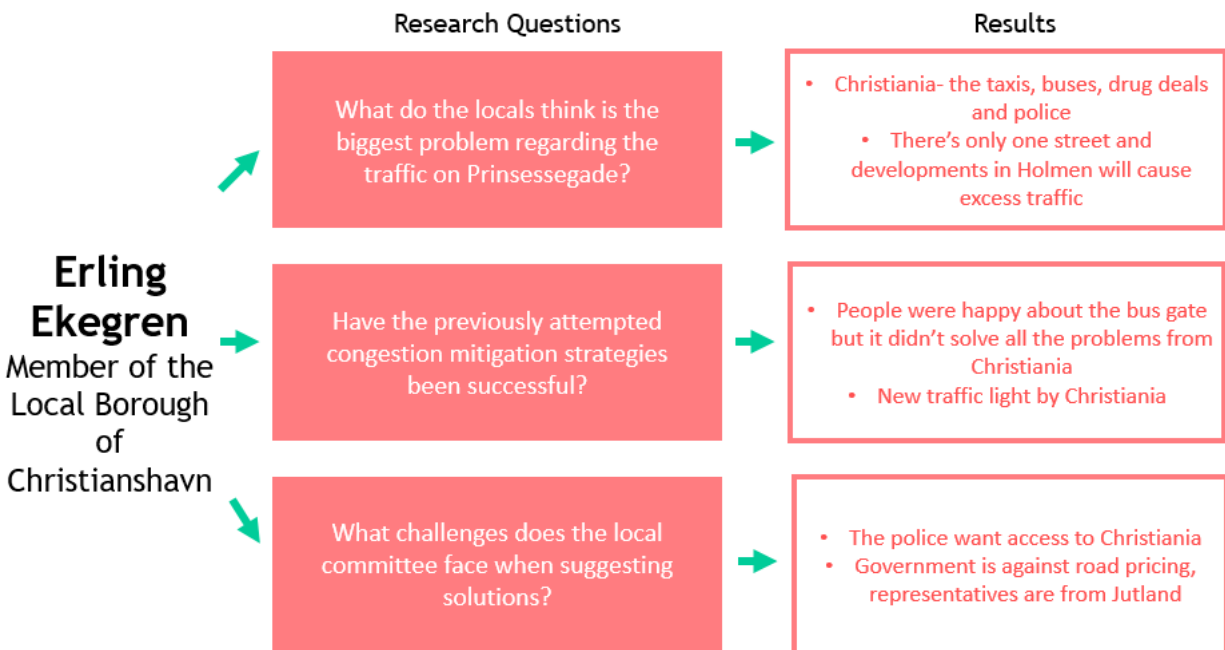 Research Questions
Results
Erling
Ekegren
Member of the
Local Borough
of
Christianshavn
What do the locals think is the
biggest problem regarding the
traffic on Prinsessegade?
• Christiania- the taxis, buses, drug deals
and police
• There's only one street and
developments in Holmen will cause
excess traffic
Have the previously attempted
congestion mitigation strategies
been successful?
• People were happy about the bus gate
but it didn't solve all the problems from
Christiania
• New traffic light by Christiania
What challenges does the local
committee face when suggesting
solutions?
• The police want access to Christiania
• Government is against road pricing,
representatives are from Jutland